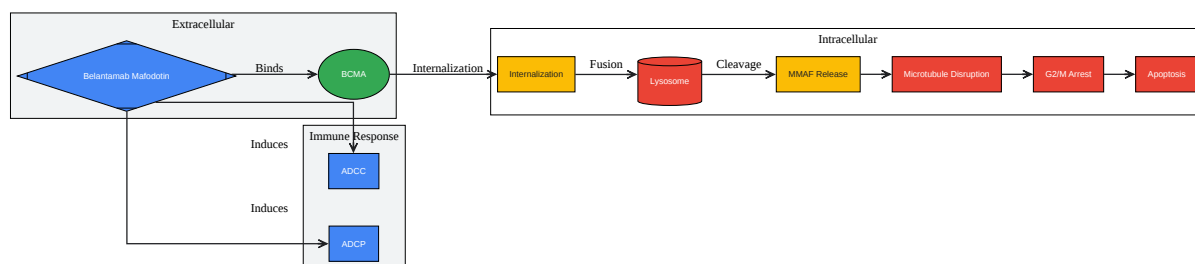 Extracellular
Belantamab Mafodotin
Binds
BCMA
Internalization
Intracellular
Internalization
Fusion
Lysosome
Cleavage
MMAF Release
Microtubule Disruption
G2/M Arrest
Apoptosis
Immune Response
Induces
ADCC
Induces
ADCP